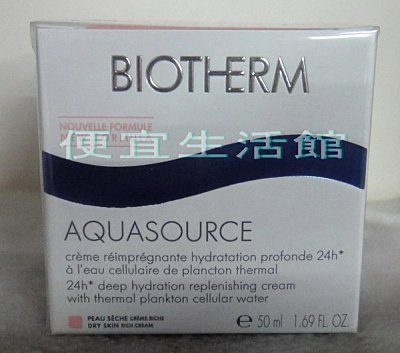 BIOTHERM
NOUVELLE FORMULE
便宜生活館
AQUASOURCE
crème réimprégnante hydratation profonde 24h*
à l'eau cellulaire de plancton thermal
24h* deep hydration replenishing cream
with thermal plankton cellular water
PEAU SÈCHE CRÈME RICHE
DRY SKIN RICH CREAM
e 50 ml 1.69 FL. OZ.